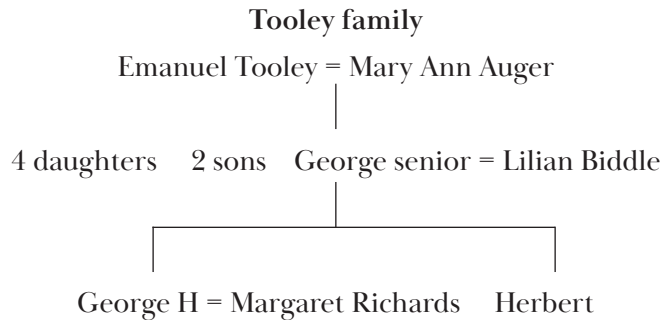 Tooley family
Emanuel Tooley = Mary Ann Auger
4 daughters 2 sons George senior = Lilian Biddle
George H = Margaret Richards Herbert